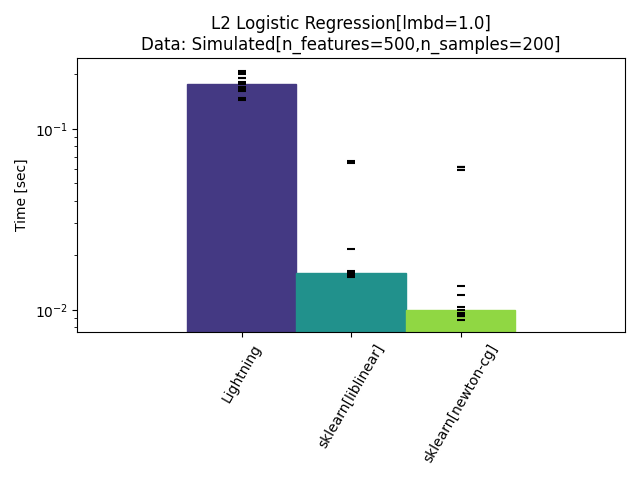 L2 Logistic Regression[lmbd=1.0]
Data: Simulated[n_features=500,n_samples=200]
Time [sec]
10⁻¹
10⁻²
Lightning
sklearn[liblinear]
sklearn[newton-cg]